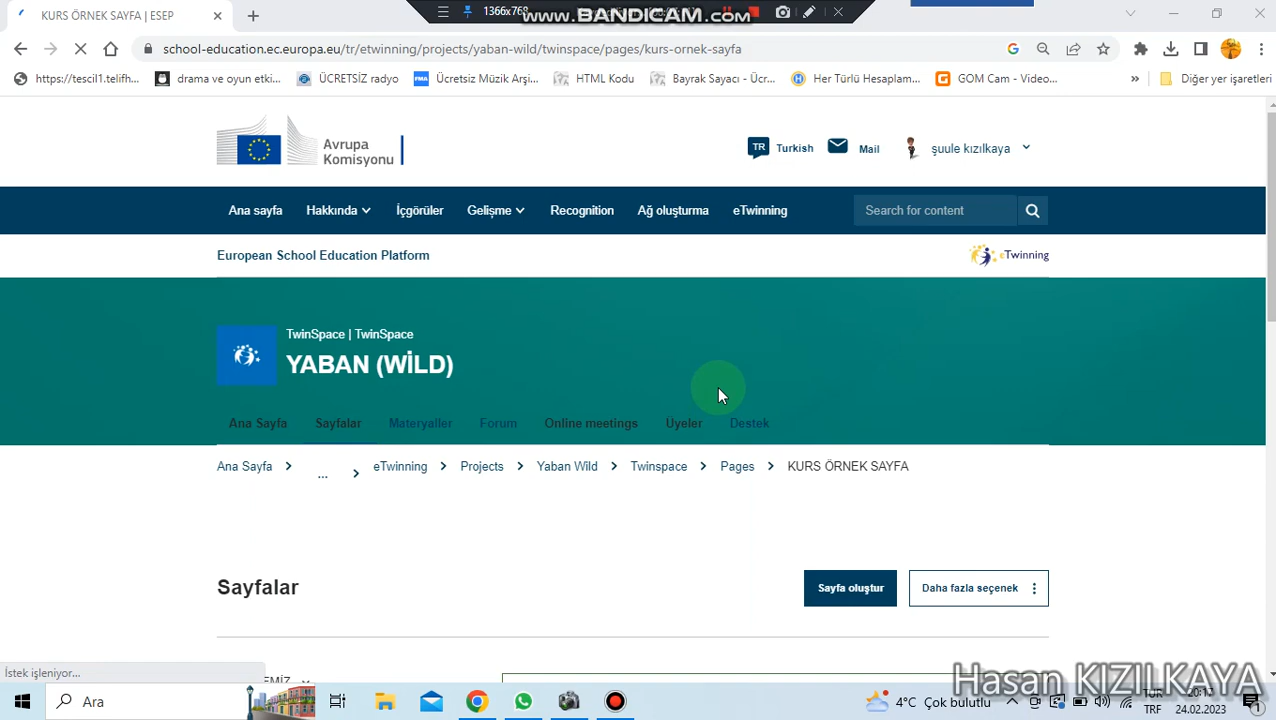 KURS ÖRNEK SAYFA | ESEP
1366x768
www.BANDICAM.com
school-education.ec.europa.eu/tr/etwinning/projects/yaban-wild/twinspace/pages/kurs-ornek-sayfa
https://tescil1.telifh... drama ve oyun etki... ÜCRETSİZ radyo Ücretsiz Müzik Arşi... HTML Kodu Bayrak Sayacı - Ücr... Her Türlü Hesaplam... GOM Cam - Video... » Diğer yer işaretleri
Avrupa
Komisyonu
TR Turkish Mail şuule kızılkaya
Ana sayfa Hakkında İçgörüler Gelişme Recognition Ağ oluşturma eTwinning Search for content
European School Education Platform eTwinning
TwinSpace | TwinSpace
YABAN (WİLD)
Ana Sayfa Sayfalar Materyaller Forum Online meetings Üyeler Destek
Ana Sayfa ... eTwinning Projects Yaban Wild Twinspace Pages KURS ÖRNEK SAYFA
Sayfalar Sayfa oluştur Daha fazla seçenek
İstek işleniyor...
Hasan KIZILKAYA
Ara 4°C Çok bulutlu TUR 20:17
TRF 24.02.2023